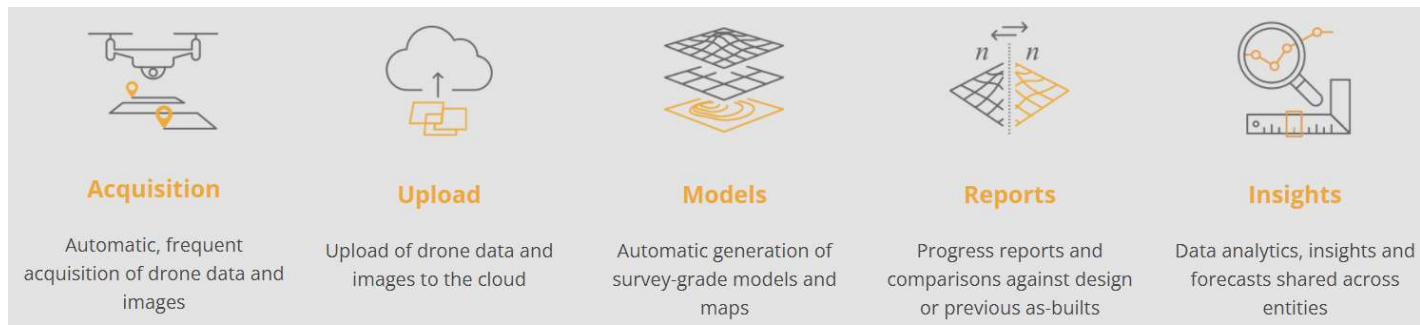 n n
Acquisition
Automatic, frequent
acquisition of drone data and
images
Upload
Upload of drone data and
images to the cloud
Models
Automatic generation of
survey-grade models and
maps
Reports
Progress reports and
comparisons against design
or previous as-builts
Insights
Data analytics, insights and
forecasts shared across
entities